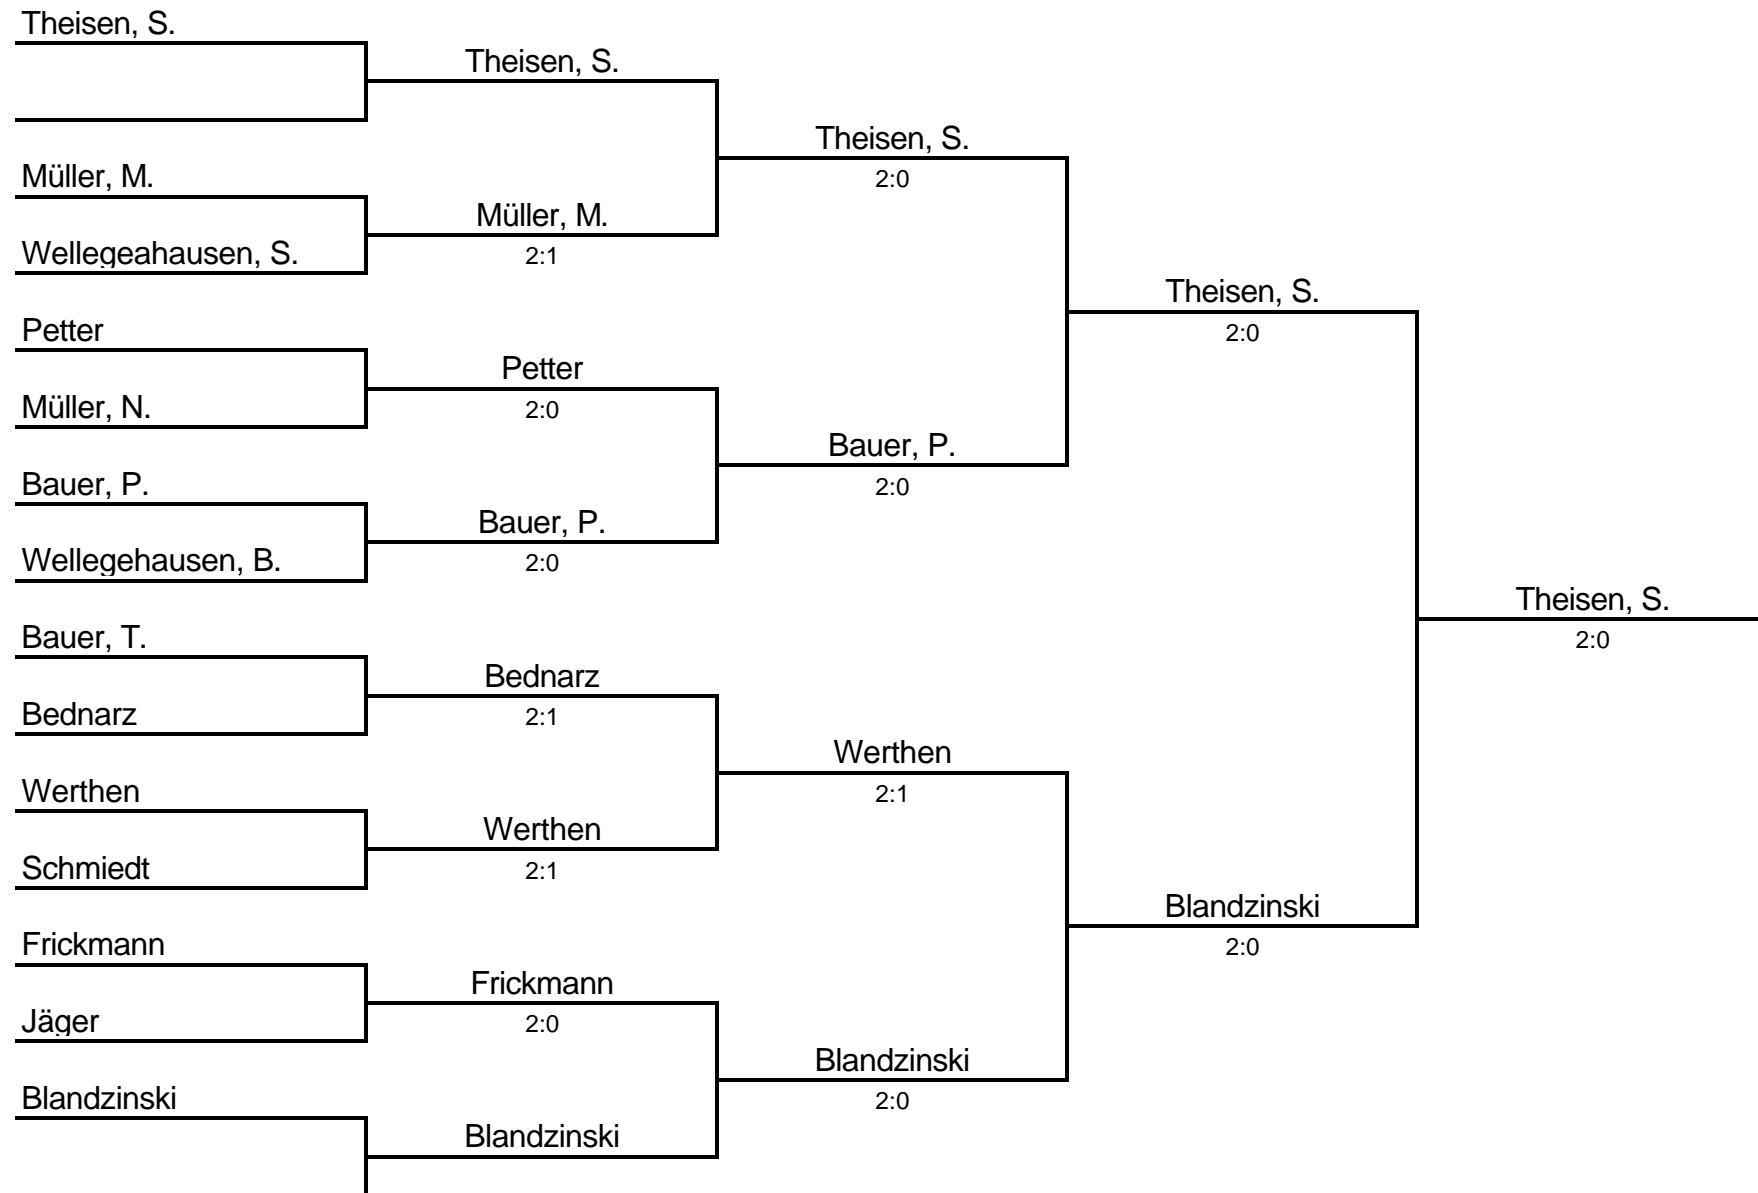 Theisen, S.
Theisen, S.
Theisen, S.
2:0
Müller, M.
Müller, M.
2:1
Wellegeahausen, S.
Theisen, S.
2:0
Petter
Petter
2:0
Müller, N.
Bauer, P.
2:0
Bauer, P.
Bauer, P.
2:0
Wellegehausen, B.
Theisen, S.
2:0
Bauer, T.
Bednarz
2:1
Bednarz
Werthen
2:1
Werthen
Werthen
2:1
Schmiedt
Blandzinski
2:0
Frickmann
Frickmann
2:0
Jäger
Blandzinski
2:0
Blandzinski
Blandzinski